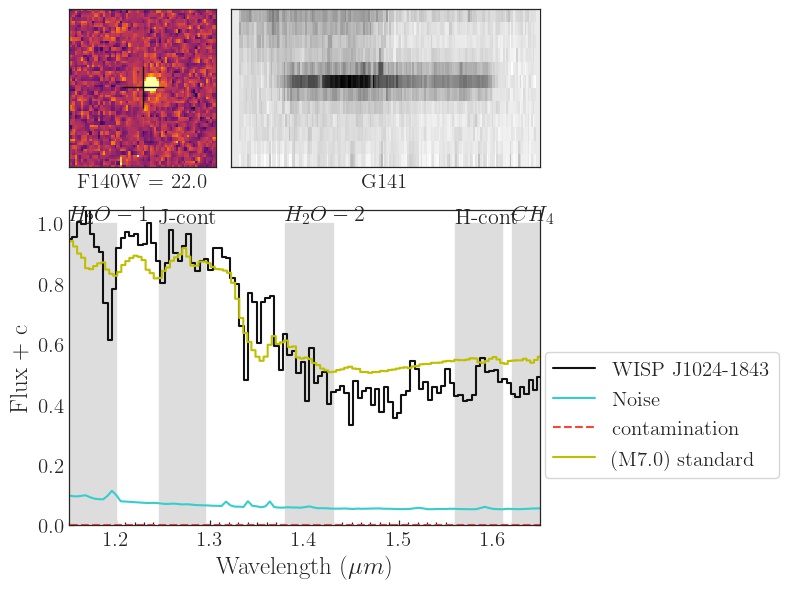 F140W = 22.0
G141
H₂O − 1
J-cont
H₂O − 2
H-cont
CH₄
1.0
0.8
0.6
0.4
0.2
0.0
Flux + c
1.2
1.3
1.4
1.5
1.6
Wavelength (μm)
WISP J1024-1843
Noise
contamination
(M7.0) standard